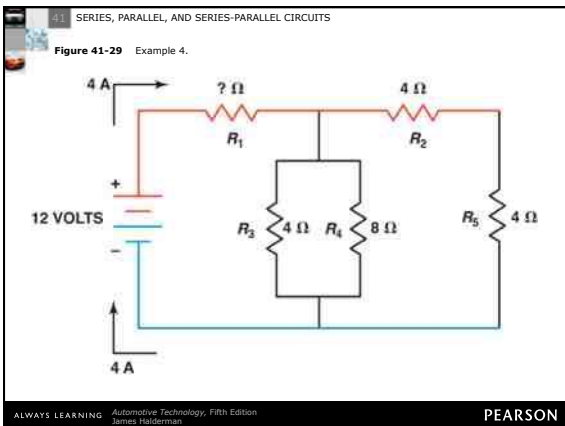 41 SERIES, PARALLEL, AND SERIES-PARALLEL CIRCUITS
Figure 41-29 Example 4.
4 A
? Ω
4 Ω
R1
R2
+
12 VOLTS
−
R3
4 Ω
R4
8 Ω
R5
4 Ω
4 A
ALWAYS LEARNING
Automotive Technology, Fifth Edition
James Halderman
PEARSON